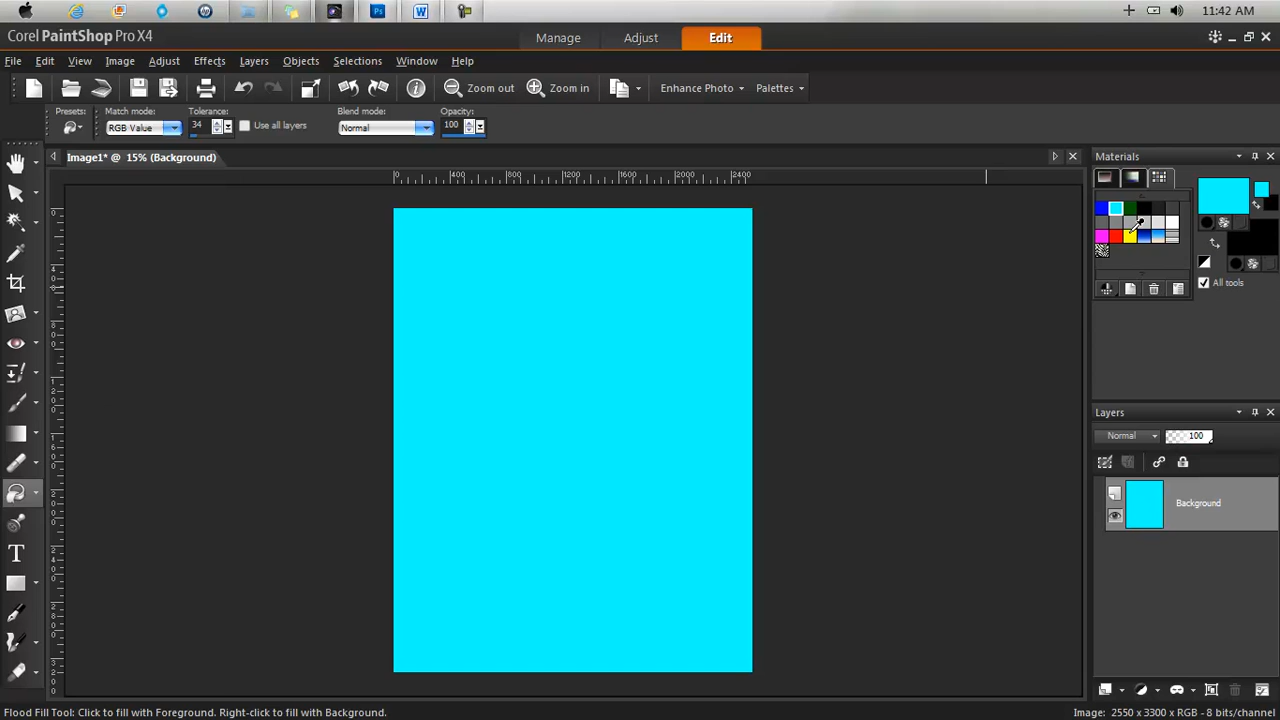 11:42 AM
Corel PaintShop Pro X4
Manage
Adjust
Edit
File
Edit
View
Image
Adjust
Effects
Layers
Objects
Selections
Window
Help
Zoom out
Zoom in
Enhance Photo
Palettes
Presets:
Match mode:
RGB Value
Tolerance:
34
Use all layers
Blend mode:
Normal
Opacity:
100
Image1* @ 15% (Background)
Materials
0
400
800
1200
1600
2000
2400
All tools
Layers
Normal
100
Background
Flood Fill Tool: Click to fill with Foreground. Right-click to fill with Background.
Image: 2550 x 3300 x RGB - 8 bits/channel